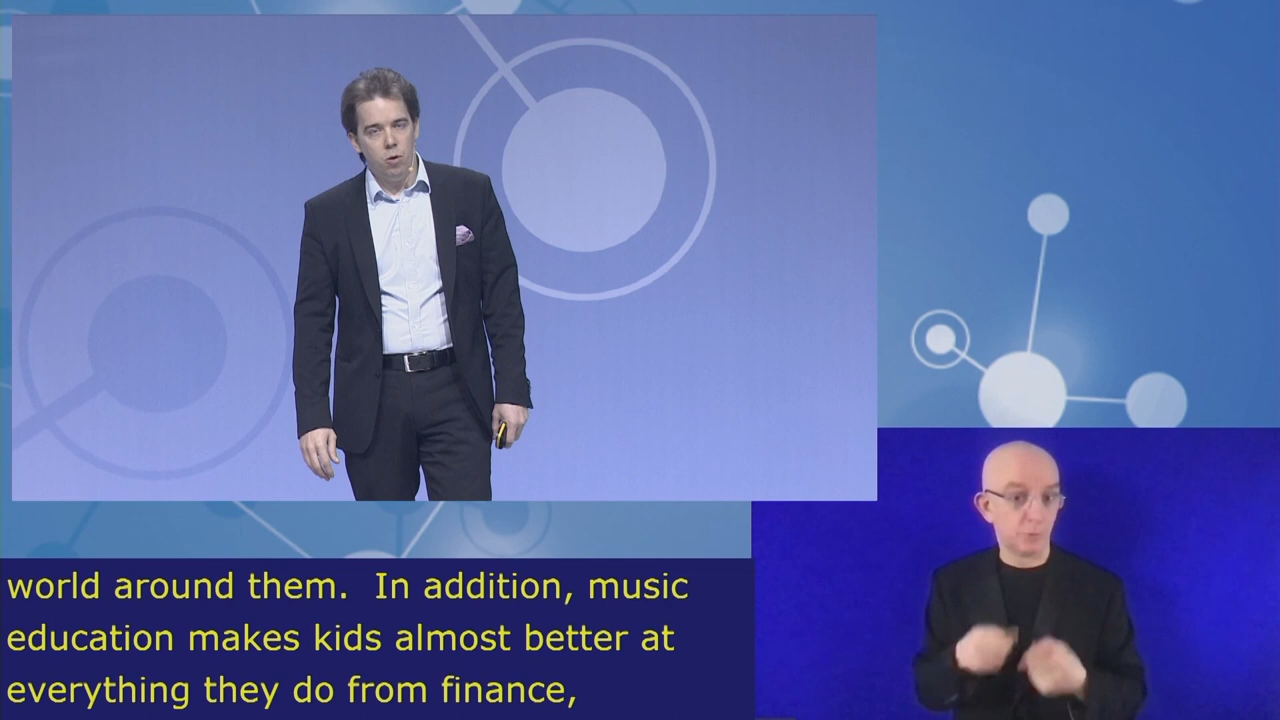 world around them.  In addition, music
education makes kids almost better at
everything they do from finance,